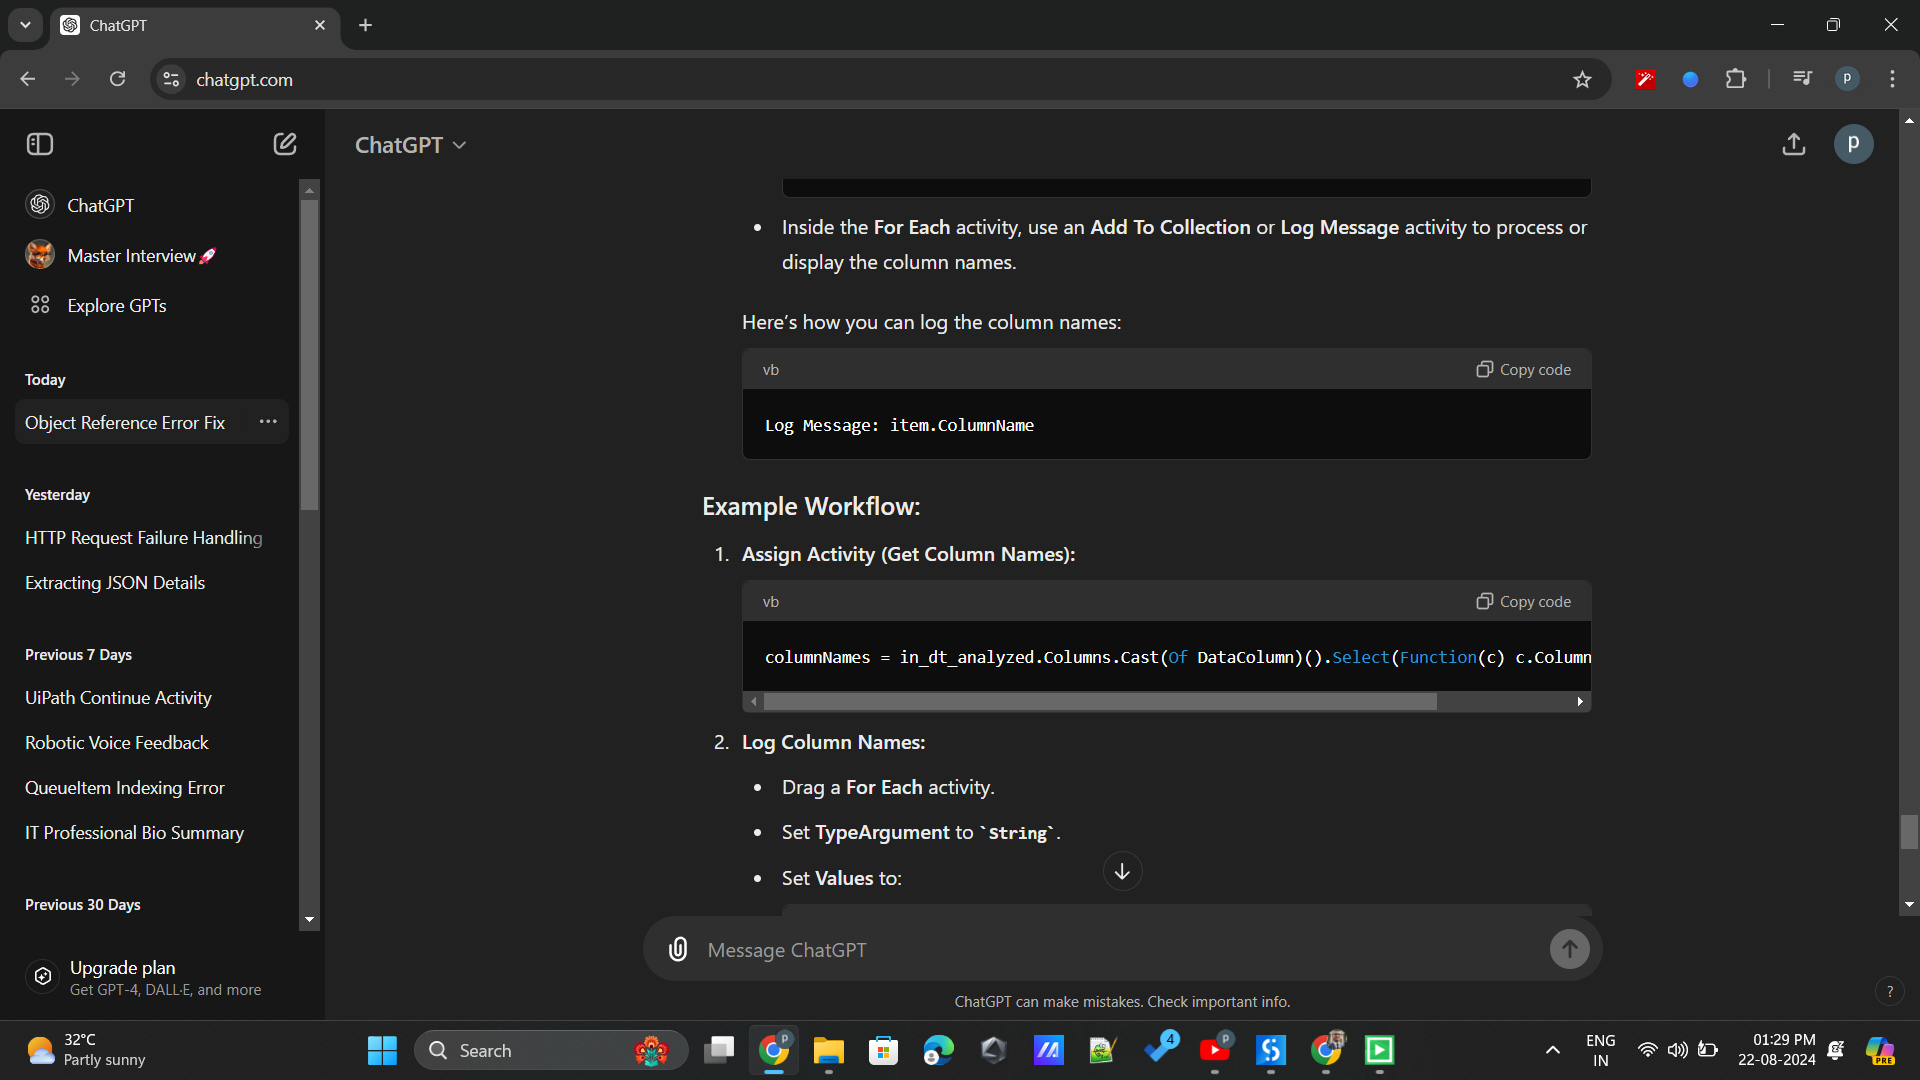 ChatGPT
chatgpt.com
p
ChatGPT
p
ChatGPT
Master Interview🚀
Explore GPTs
Today
Object Reference Error Fix
Yesterday
HTTP Request Failure Handling
Extracting JSON Details
Previous 7 Days
UiPath Continue Activity
Robotic Voice Feedback
QueueItem Indexing Error
IT Professional Bio Summary
Previous 30 Days
Upgrade plan
Get GPT-4, DALL·E, and more
• Inside the For Each activity, use an Add To Collection or Log Message activity to process or
display the column names.
Here's how you can log the column names:
vb
Copy code
Log Message: item.ColumnName
Example Workflow:
1. Assign Activity (Get Column Names):
vb
Copy code
columnNames = in_dt_analyzed.Columns.Cast(Of DataColumn)().Select(Function(c) c.Column
2. Log Column Names:
• Drag a For Each activity.
• Set TypeArgument to `String`.
• Set Values to:
Message ChatGPT
ChatGPT can make mistakes. Check important info.
?
32°C
Partly sunny
Search
P
4
P
ENG
IN
01:29 PM
22-08-2024
PRE